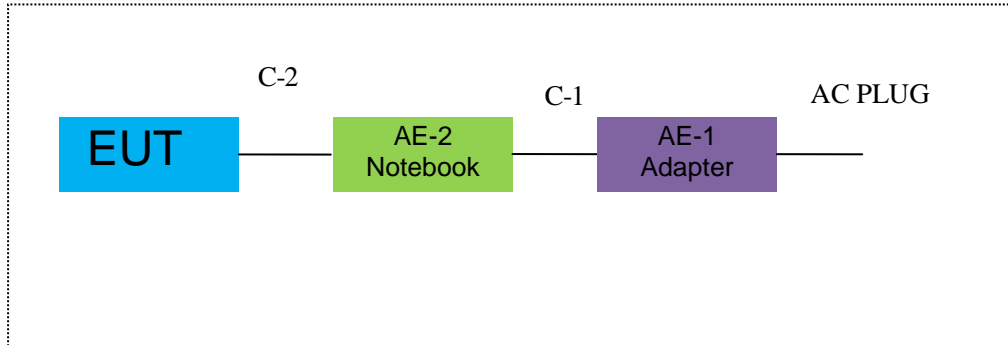 C-2
C-1
AC PLUG
EUT
AE-2
Notebook
AE-1
Adapter